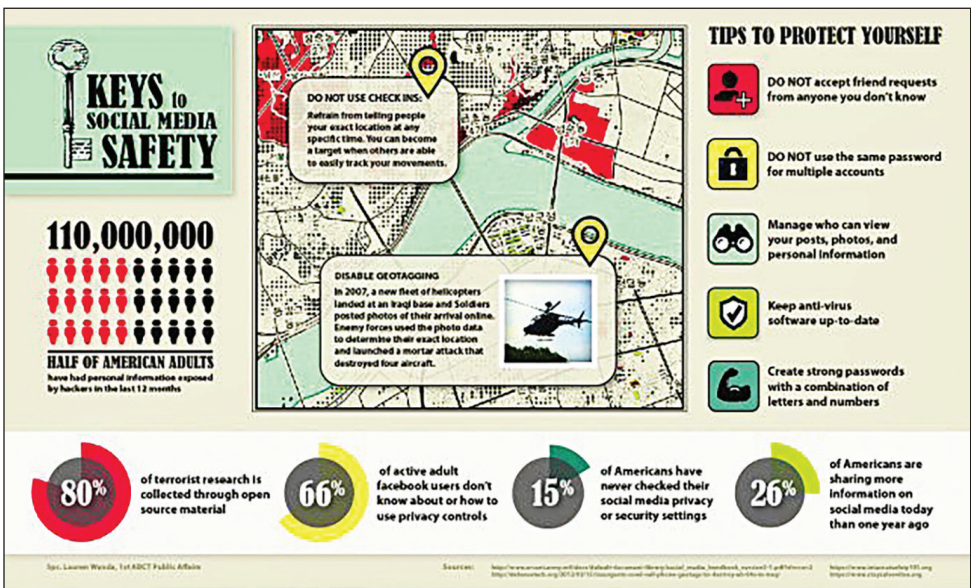 KEYS to
SOCIAL MEDIA
SAFETY
110,000,000
HALF OF AMERICAN ADULTS
have had personal information exposed
by hackers in the last 12 months
DO NOT USE CHECK INS:
Refrain from telling people
your exact location at any
specific time. You can become
a target when others are able
to easily track your movements.
DISABLE GEOTAGGING
In 2007, a new fleet of helicopters
landed at an Iraqi base and Soldiers
posted photos of their arrival online.
Enemy forces used the photo data
to determine their exact location
and launched a mortar attack that
destroyed four aircraft.
TIPS TO PROTECT YOURSELF
DO NOT accept friend requests
from anyone you don't know
DO NOT use the same password
for multiple accounts
Manage who can view
your posts, photos, and
personal information
Keep anti-virus
software up-to-date
Create strong passwords
with a combination of
letters and numbers
80%
of terrorist research is
collected through open
source material
66%
of active adult
facebook users don't
know about or how to
use privacy controls
15%
of Americans have
never checked their
social media privacy
or security settings
26%
of Americans are
sharing more
information on
social media today
than one year ago
Spc. Lauren Wanda, 1st ABCT Public Affairs
Sources: